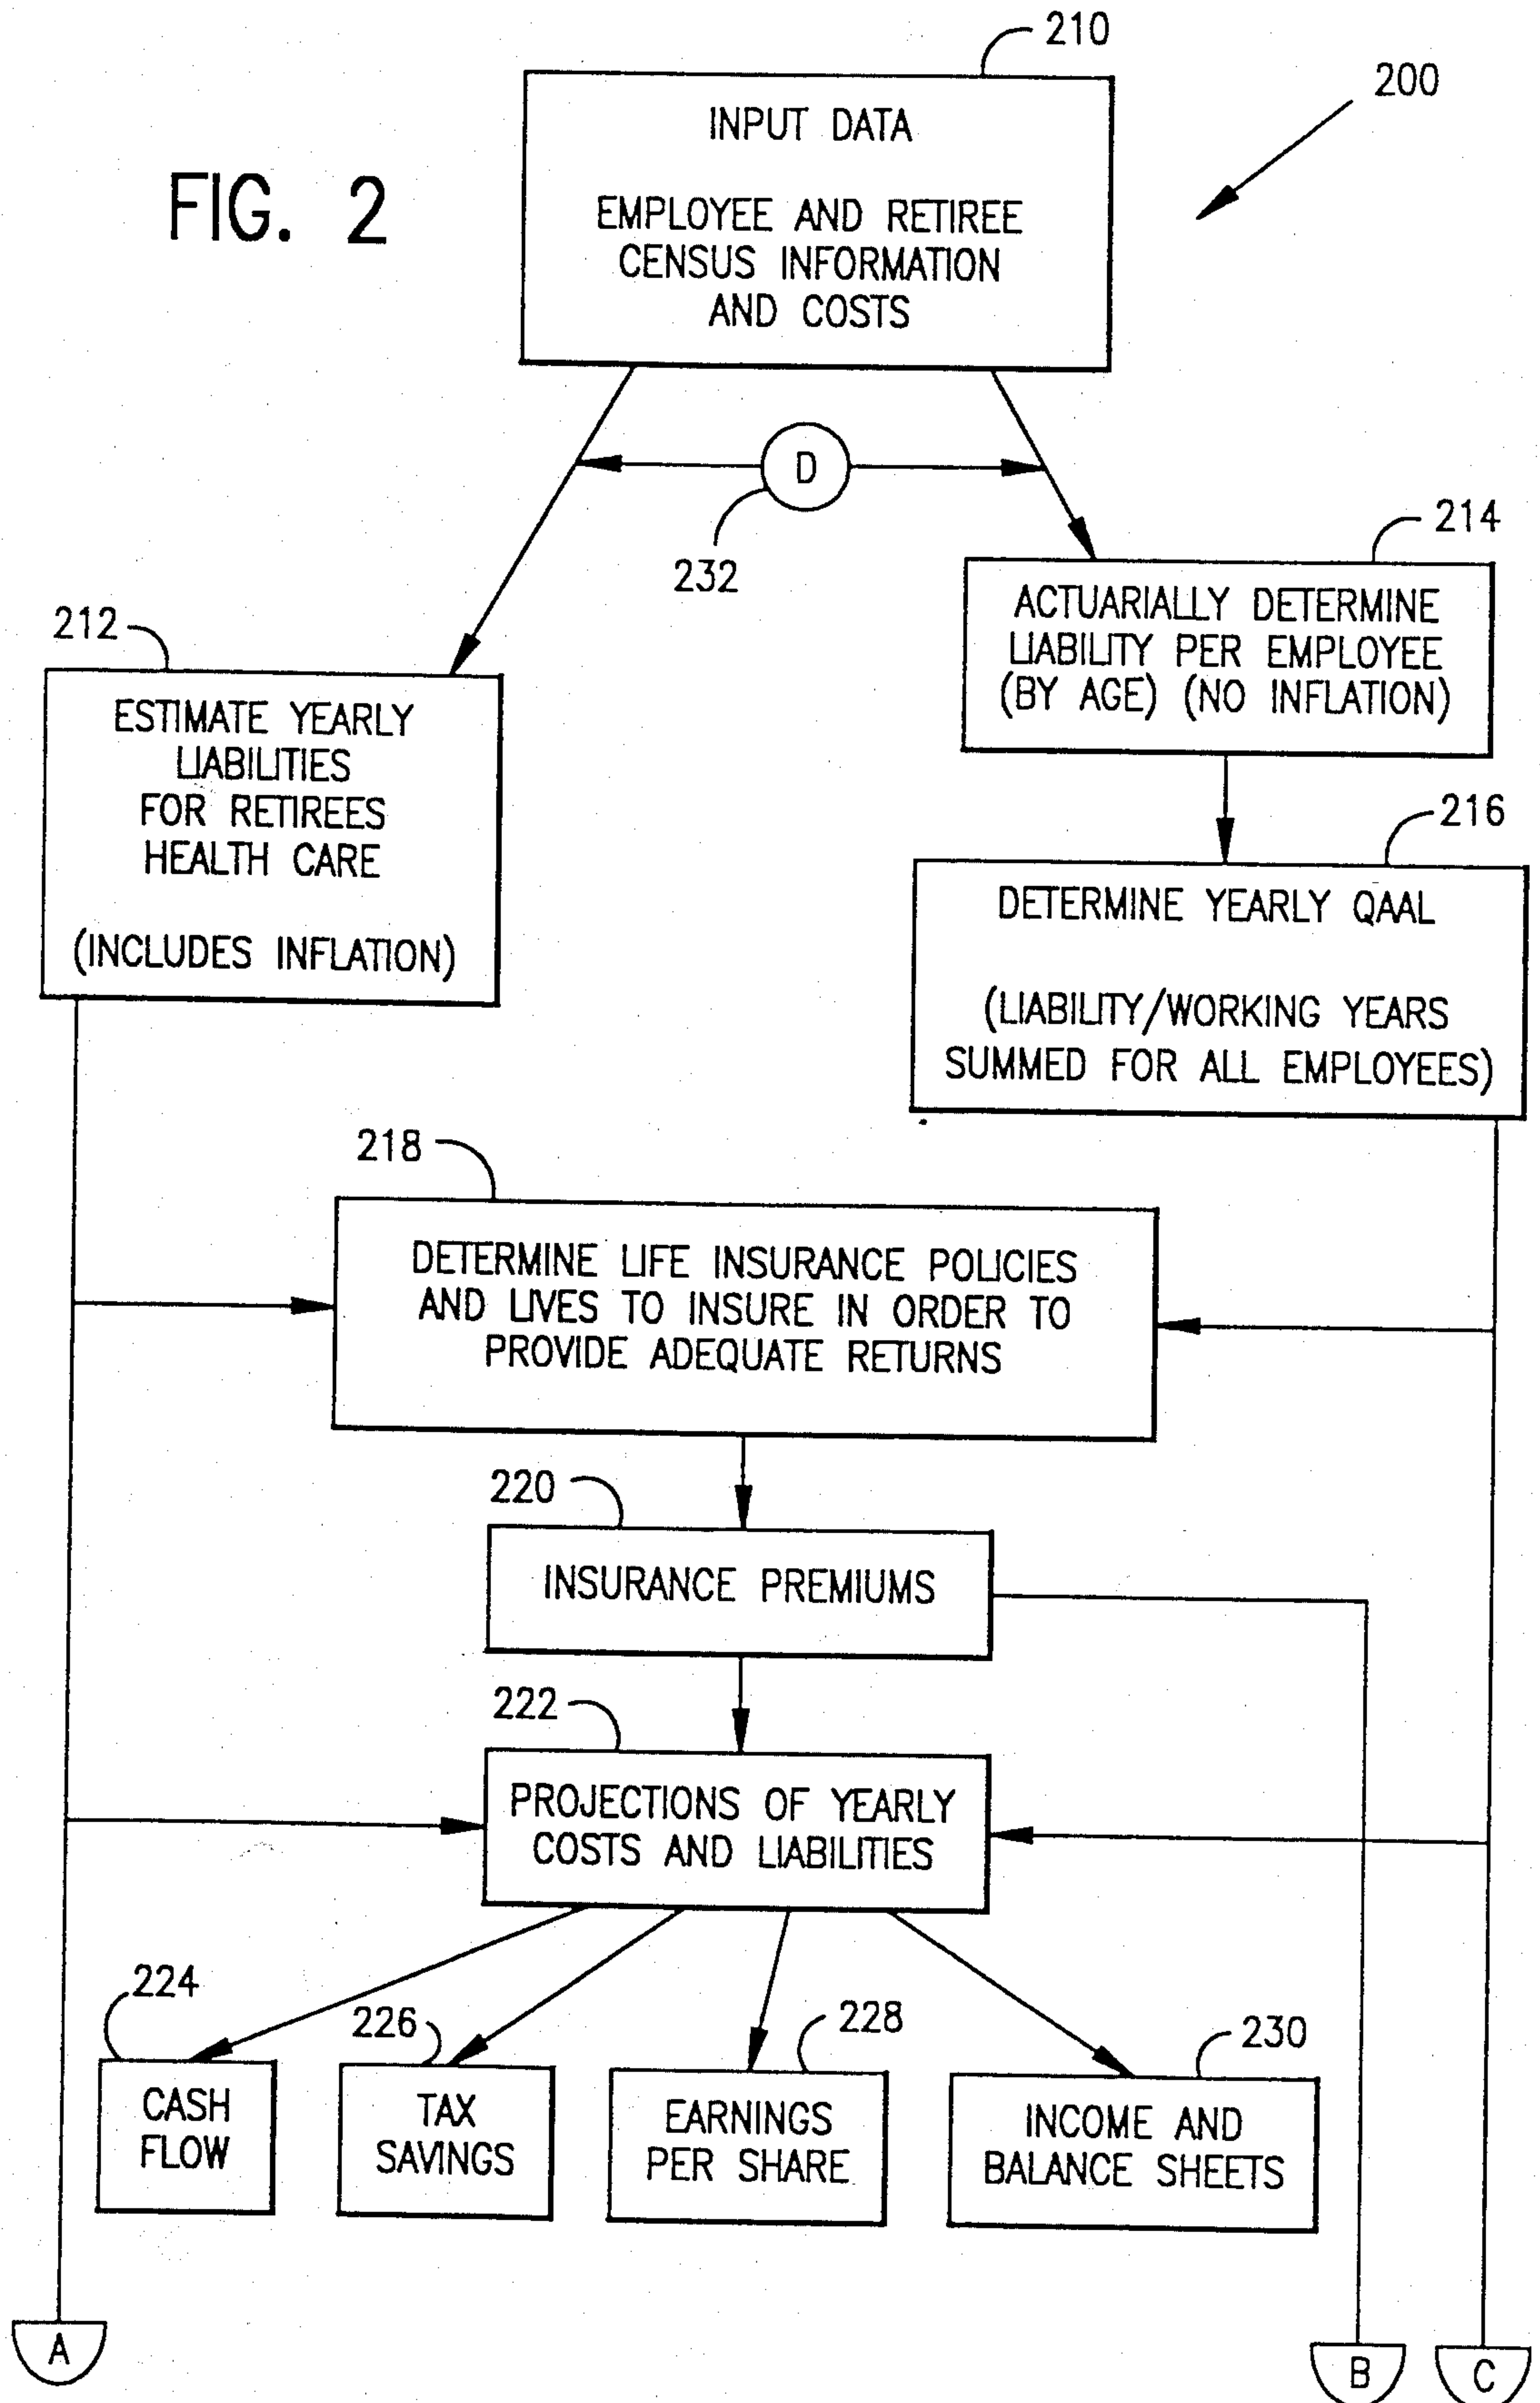 210
200
FIG. 2
INPUT DATA
EMPLOYEE AND RETIREE
CENSUS INFORMATION
AND COSTS
D
232
214
ACTUARIALLY DETERMINE
LIABILITY PER EMPLOYEE
(BY AGE) (NO INFLATION)
212
ESTIMATE YEARLY
LIABILITIES
FOR RETIREES
HEALTH CARE
(INCLUDES INFLATION)
216
DETERMINE YEARLY QAAL
(LIABILITY/WORKING YEARS
SUMMED FOR ALL EMPLOYEES)
218
DETERMINE LIFE INSURANCE POLICIES
AND LIVES TO INSURE IN ORDER TO
PROVIDE ADEQUATE RETURNS
220
INSURANCE PREMIUMS
222
PROJECTIONS OF YEARLY
COSTS AND LIABILITIES
224
CASH
FLOW
226
TAX
SAVINGS
228
EARNINGS
PER SHARE
230
INCOME AND
BALANCE SHEETS
A
B
C